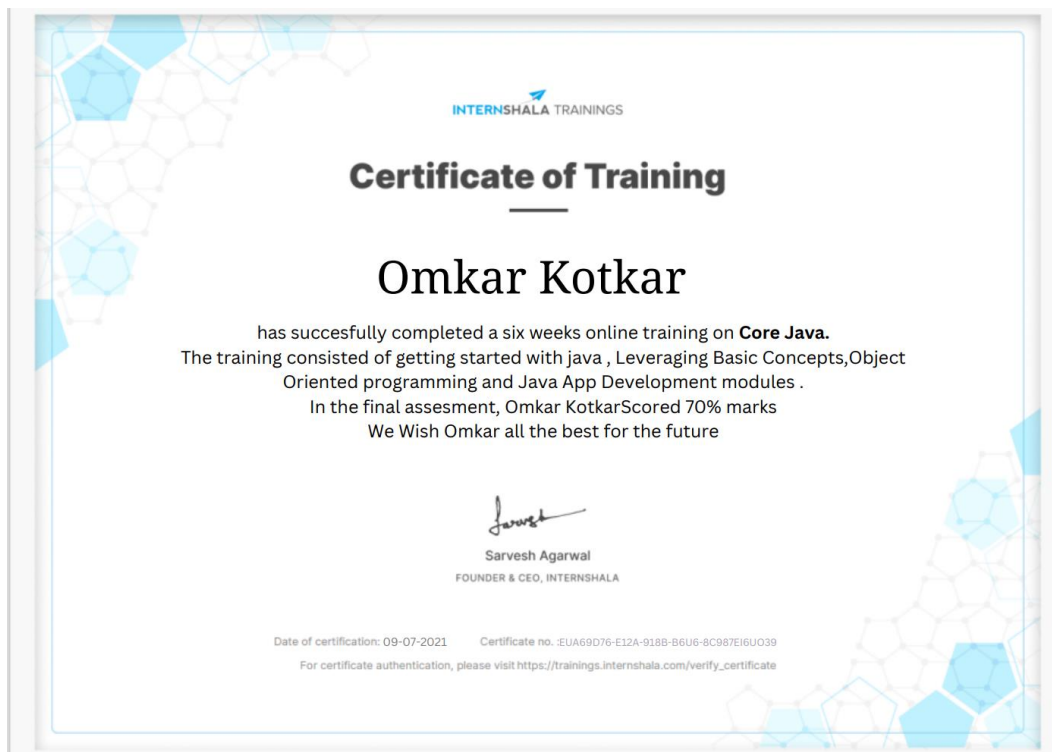 INTERNSHALA TRAININGS
Certificate of Training
Omkar Kotkar
has succesfully completed a six weeks online training on Core Java.
The training consisted of getting started with java , Leveraging Basic Concepts,Object
Oriented programming and Java App Development modules .
In the final assesment, Omkar KotkarScored 70% marks
We Wish Omkar all the best for the future
Sarvesh
Sarvesh Agarwal
FOUNDER & CEO, INTERNSHALA
Date of certification: 09-07-2021 Certificate no. :EUA69D76-E12A-918B-B6U6-8C987EI6UO39
For certificate authentication, please visit https://trainings.internshala.com/verify_certificate